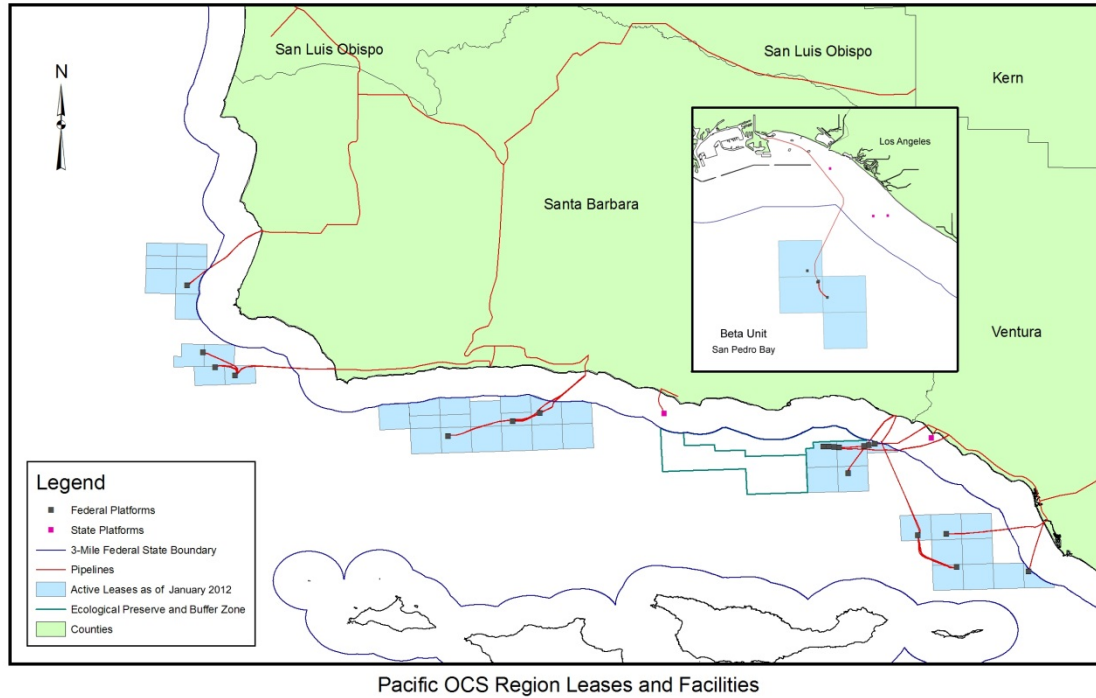 San Luis Obispo
San Luis Obispo
Kern
N
Los Angeles
Santa Barbara
Ventura
Beta Unit
San Pedro Bay
Legend
Federal Platforms
State Platforms
3-Mile Federal State Boundary
Pipelines
Active Leases as of January 2012
Ecological Preserve and Buffer Zone
Counties
Pacific OCS Region Leases and Facilities